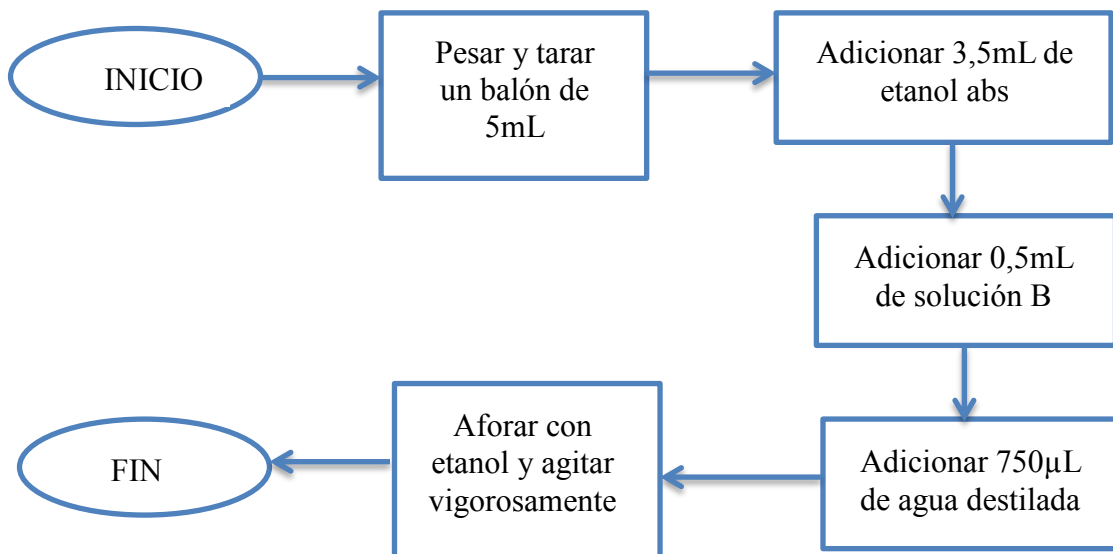 INICIO
Pesar y tarar
un balón de
5mL
Adicionar 3,5mL de
etanol abs
Adicionar 0,5mL
de solución B
Adicionar 750µL
de agua destilada
Aforar con
etanol y agitar
vigorosamente
FIN